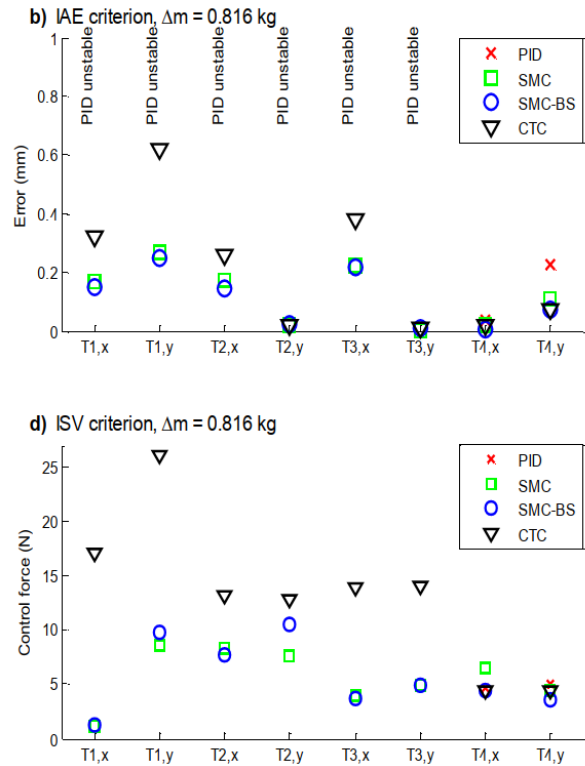 b) IAE criterion, Δm = 0.816 kg
1
0.8
0.6
0.4
0.2
0
Error (mm)
PID unstable
PID unstable
PID unstable
PID unstable
PID unstable
PID unstable
PID
SMC
SMC-BS
CTC
T1,x T1,y T2,x T2,y T3,x T3,y T4,x T4,y
d) ISV criterion, Δm = 0.816 kg
25
20
15
10
5
0
Control force (N)
PID
SMC
SMC-BS
CTC
T1,x T1,y T2,x T2,y T3,x T3,y T4,x T4,y